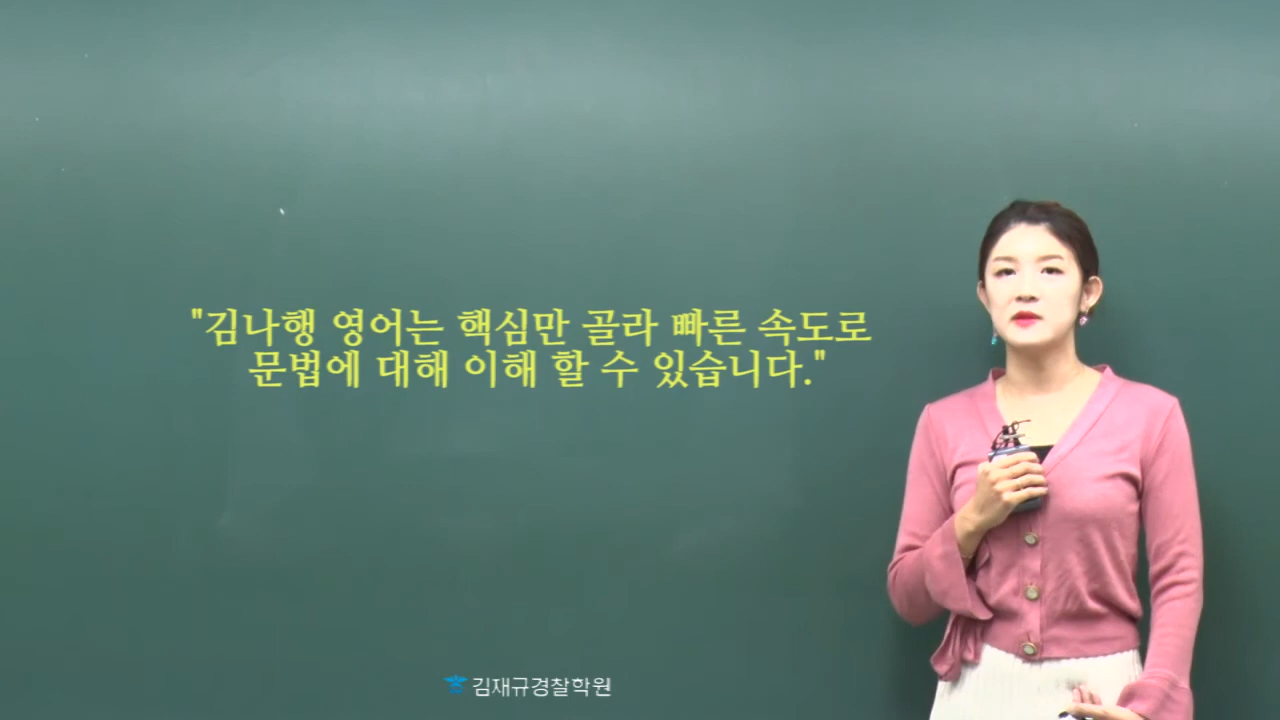 "김나행 영어는 핵심만 골라 빠른 속도로
문법에 대해 이해 할 수 있습니다."
김재규경찰학원